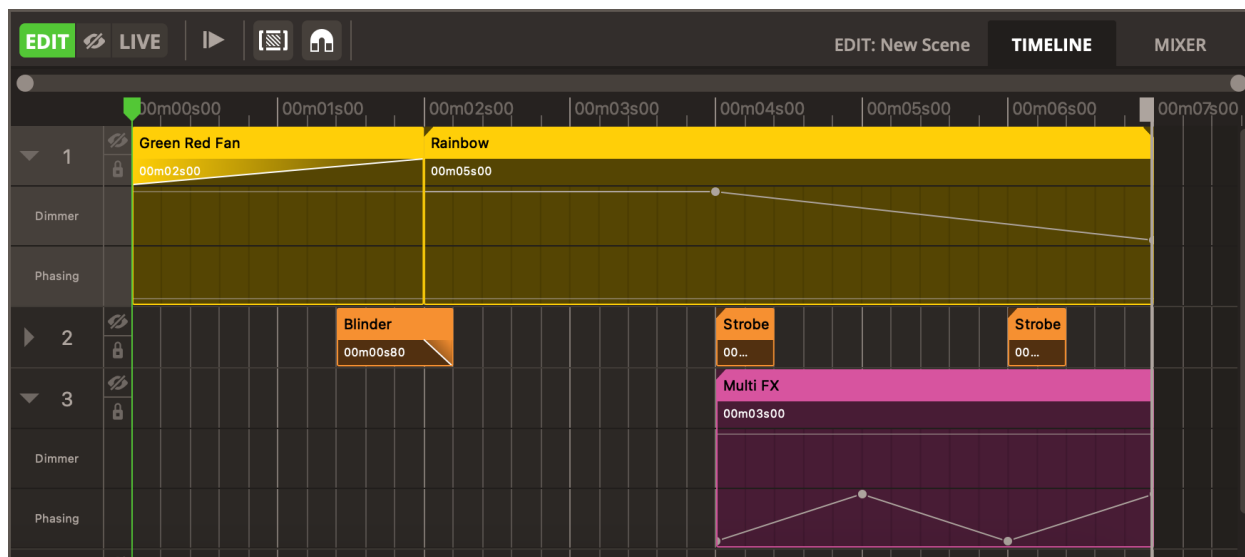 EDIT LIVE EDIT: New Scene TIMELINE MIXER
00m00s00 00m01s00 00m02s00 00m03s00 00m04s00 00m05s00 00m06s00 00m07s00
1 Green Red Fan Rainbow
00m02s00 00m05s00
Dimmer
Phasing
2 Blinder Strobe Strobe
00m00s80 00... 00...
3 Multi FX
00m03s00
Dimmer
Phasing